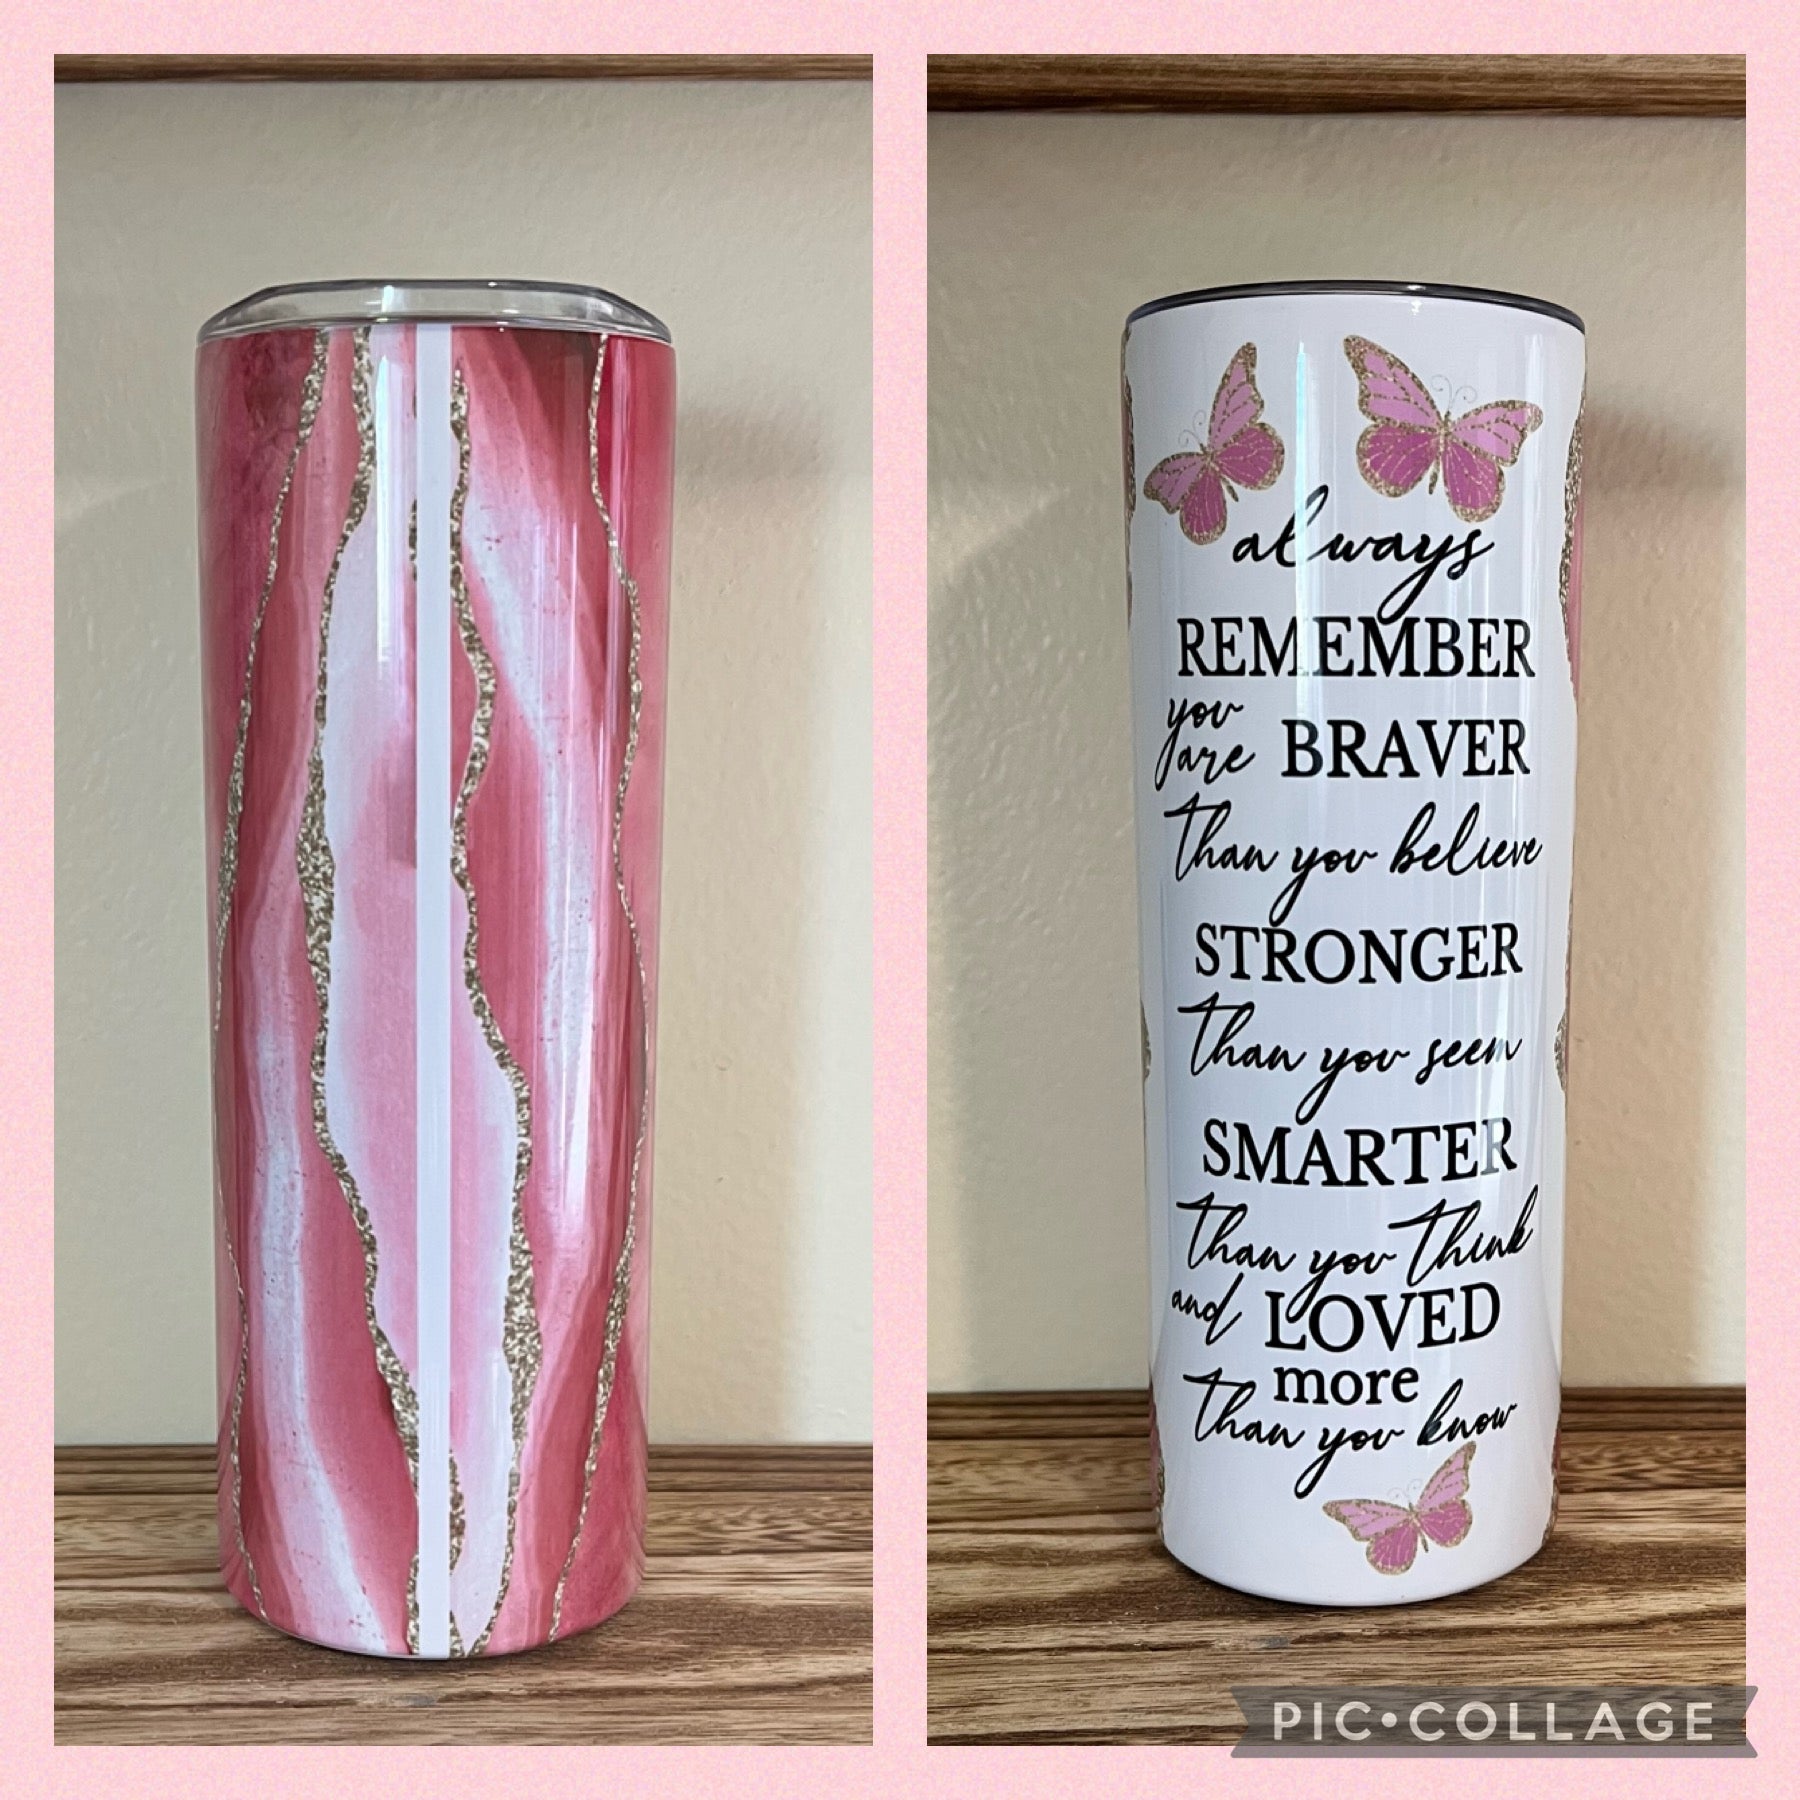 always
REMEMBER
you
are BRAVER
than you believe
STRONGER
than you seem
SMARTER
than you think
and LOVED
more
than you know
PIC•COLLAGE